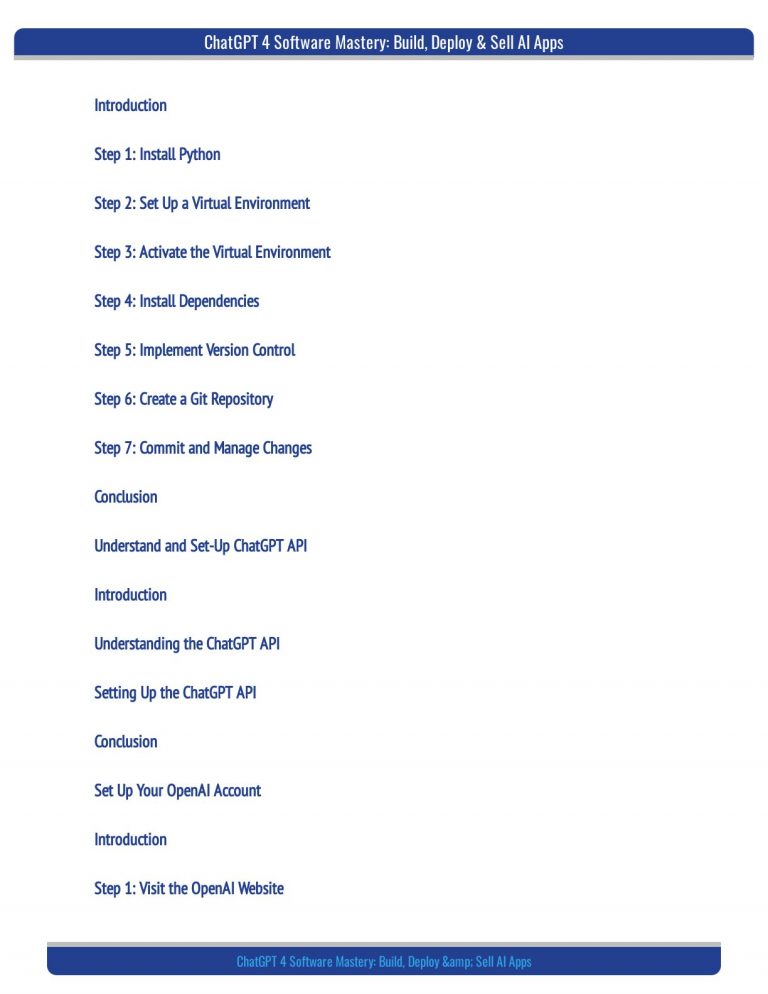 ChatGPT 4 Software Mastery: Build, Deploy & Sell AI Apps
Introduction
Step 1: Install Python
Step 2: Set Up a Virtual Environment
Step 3: Activate the Virtual Environment
Step 4: Install Dependencies
Step 5: Implement Version Control
Step 6: Create a Git Repository
Step 7: Commit and Manage Changes
Conclusion
Understand and Set-Up ChatGPT API
Introduction
Understanding the ChatGPT API
Setting Up the ChatGPT API
Conclusion
Set Up Your OpenAI Account
Introduction
Step 1: Visit the OpenAI Website
ChatGPT 4 Software Mastery: Build, Deploy &amp; Sell AI Apps